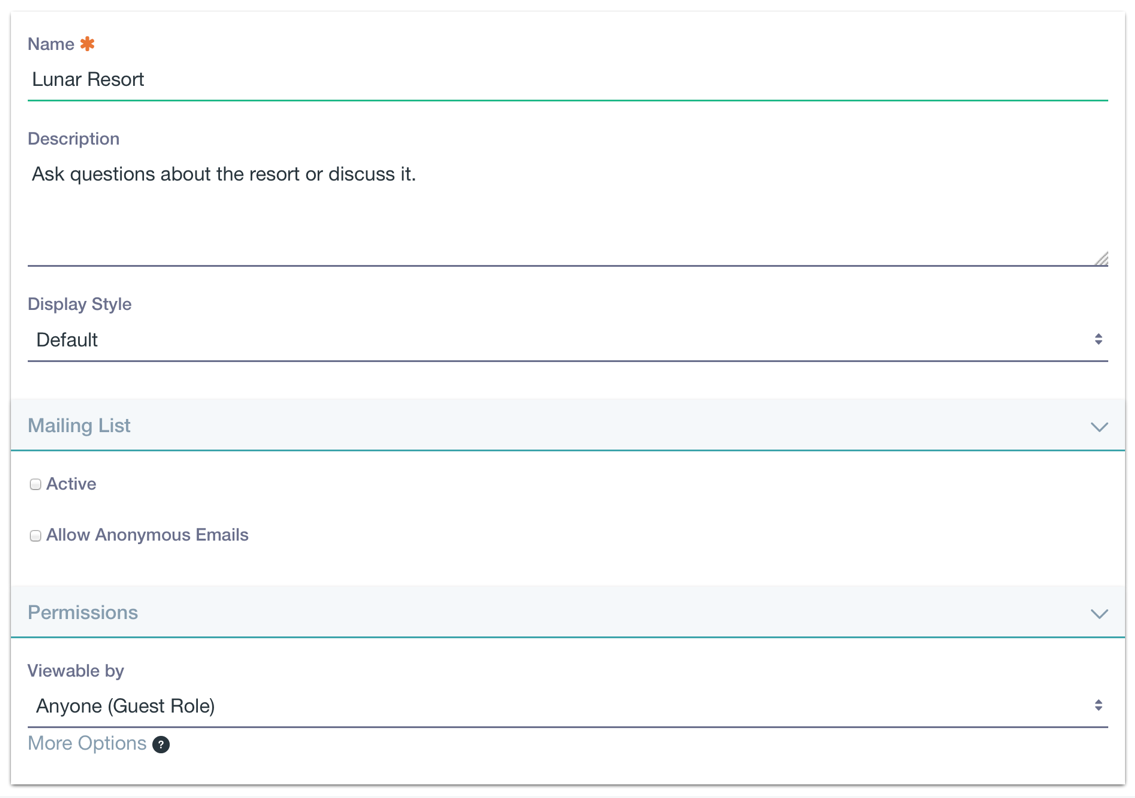 Name *
Lunar Resort
Description
Ask questions about the resort or discuss it.
Display Style
Default
Mailing List
Active
Allow Anonymous Emails
Permissions
Viewable by
Anyone (Guest Role)
More Options ?